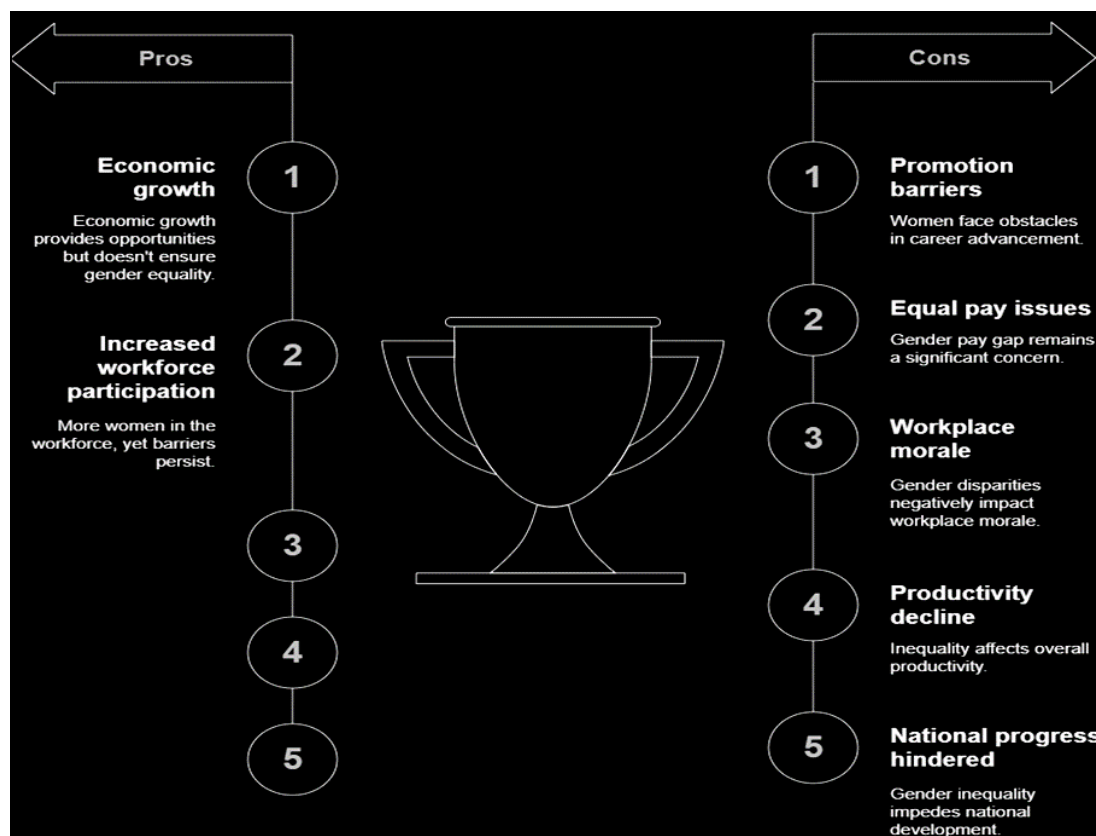 Pros
1
Economic
growth
Economic growth
provides opportunities
but doesn't ensure
gender equality.
2
Increased
workforce
participation
More women in the
workforce, yet barriers
persist.
3
4
5
Cons
1
Promotion
barriers
Women face obstacles
in career advancement.
2
Equal pay issues
Gender pay gap remains
a significant concern.
3
Workplace
morale
Gender disparities
negatively impact
workplace morale.
4
Productivity
decline
Inequality affects overall
productivity.
5
National progress
hindered
Gender inequality
impedes national
development.